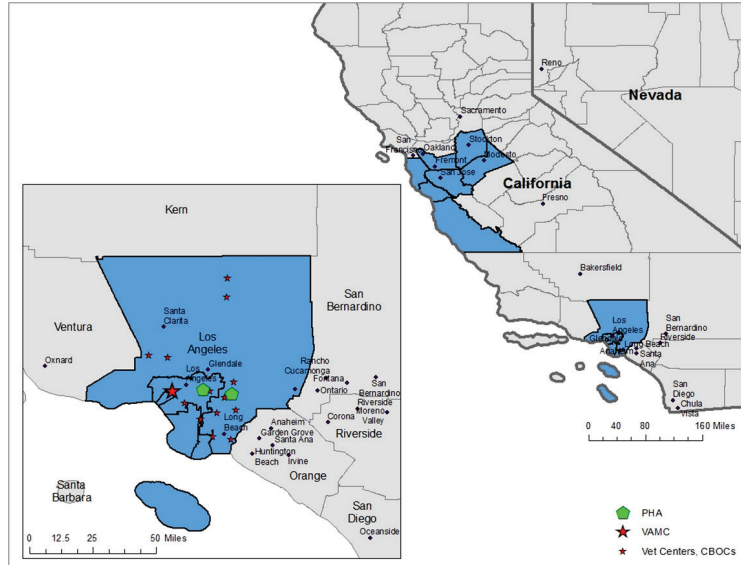 Reno
Nevada
Sacramento
San
Francisco
Oakland
Stockton
Fremont
Modesto
San Jose
California
Fresno
Bakersfield
Los
Angeles
Glendale
San
Bernardino
Riverside
Long Beach
Anaheim
Santa
Ana
San
Diego
Chula
Vista
0 40 80 160 Miles
Kern
San
Bernardino
Ventura
Santa
Clarita
Los
Angeles
Oxnard
Glendale
Rancho
Cucamonga
Los
Angeles
Fontana
Ontario
San
Bernardino
Riverside
Moreno
Valley
Corona
Riverside
Long
Beach
Anaheim
Garden Grove
Santa Ana
Huntington
Beach
Irvine
Orange
Santa
Barbara
San
Diego
Oceanside
0 12.5 25 50 Miles
PHA
VAMC
Vet Centers, CBOCs